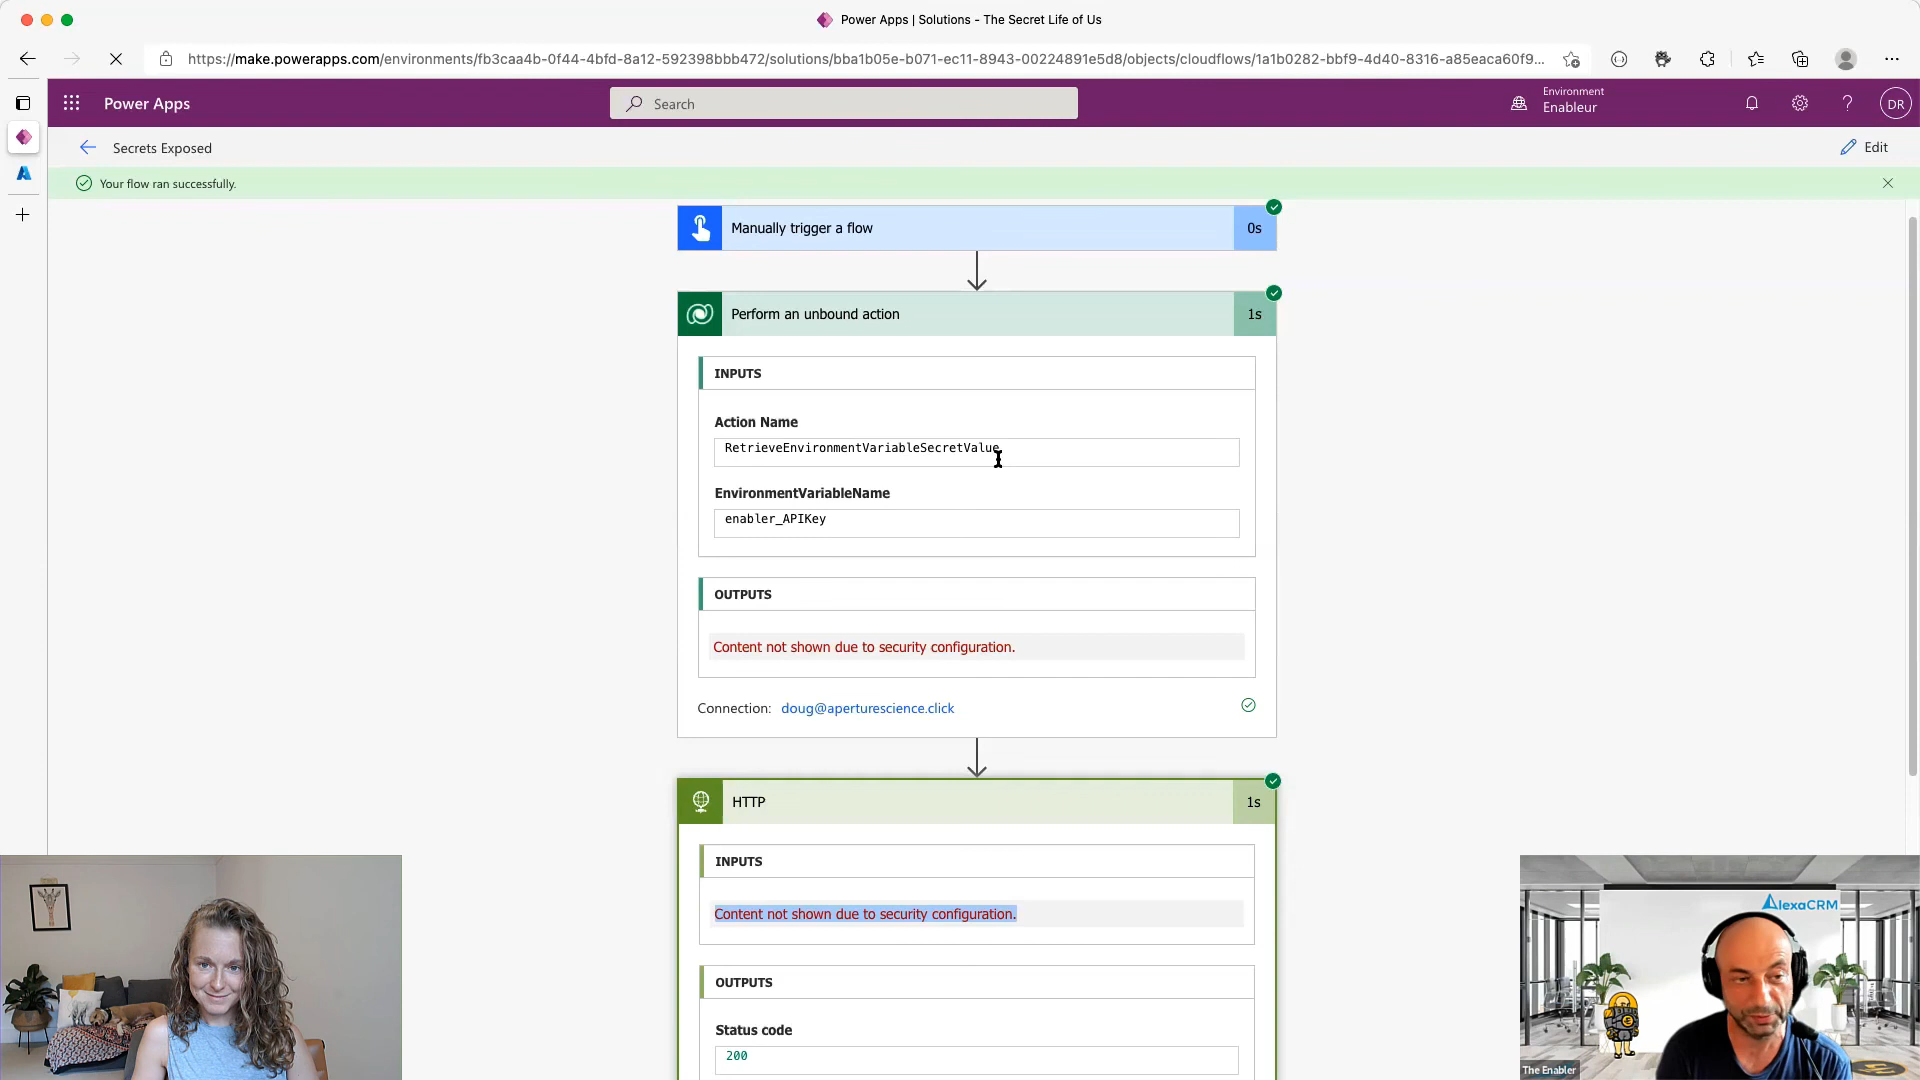 Power Apps | Solutions - The Secret Life of Us
https://make.powerapps.com/environments/fb3caa4b-0f44-4bfd-8a12-592398bbb472/solutions/bba1b05e-b071-ec11-8943-00224891e5d8/objects/cloudflows/1a1b0282-bbf9-4d40-8316-a85eaca60f9...
Power Apps
Search
Environment
Enableur
DR
Secrets Exposed
Edit
Your flow ran successfully.
Manually trigger a flow
0s
Perform an unbound action
1s
INPUTS
Action Name
RetrieveEnvironmentVariableSecretValue
EnvironmentVariableName
enabler_APIKey
OUTPUTS
Content not shown due to security configuration.
Connection: doug@aperturescience.click
HTTP
1s
INPUTS
Content not shown due to security configuration.
OUTPUTS
Status code
200
AlexaCRM
The Enabler